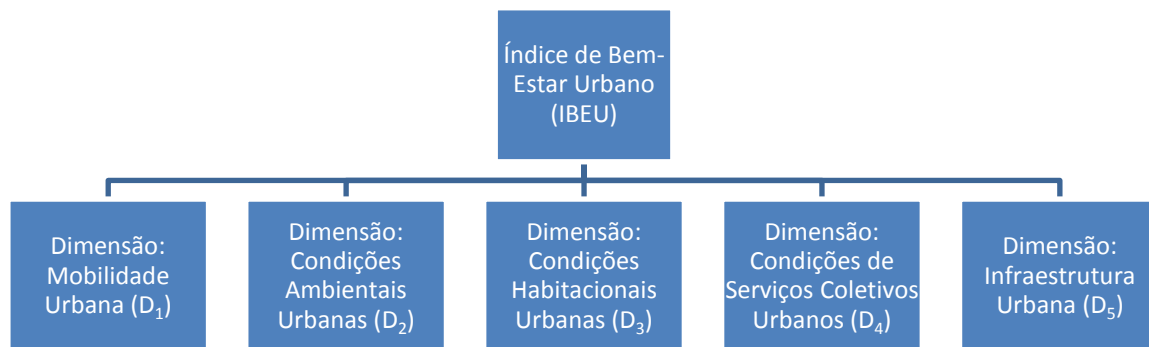 Índice de Bem-
Estar Urbano
(IBEU)
Dimensão:
Mobilidade
Urbana (D₁)
Dimensão:
Condições
Ambientais
Urbanas (D₂)
Dimensão:
Condições
Habitacionais
Urbanas (D₃)
Dimensão:
Condições de
Serviços Coletivos
Urbanos (D₄)
Dimensão:
Infraestrutura
Urbana (D₅)